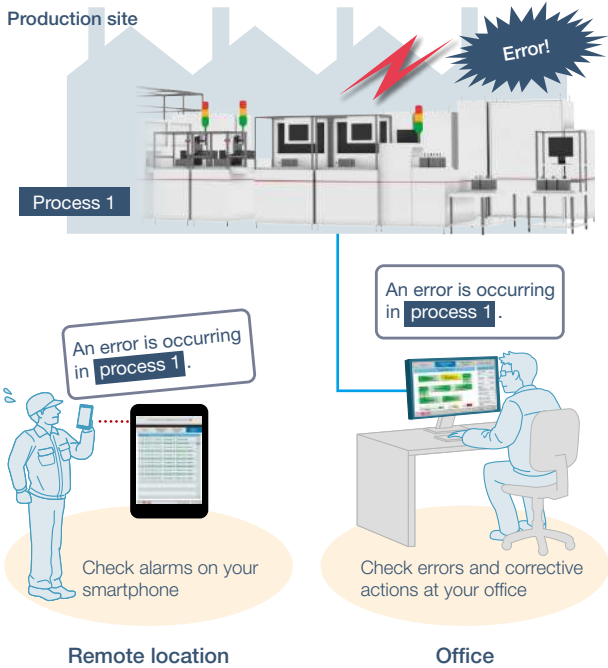 Production site
Error!
Process 1
An error is occurring
in process 1.
An error is occurring
in process 1.
Check alarms on your
smartphone
Check errors and corrective
actions at your office
Remote location
Office